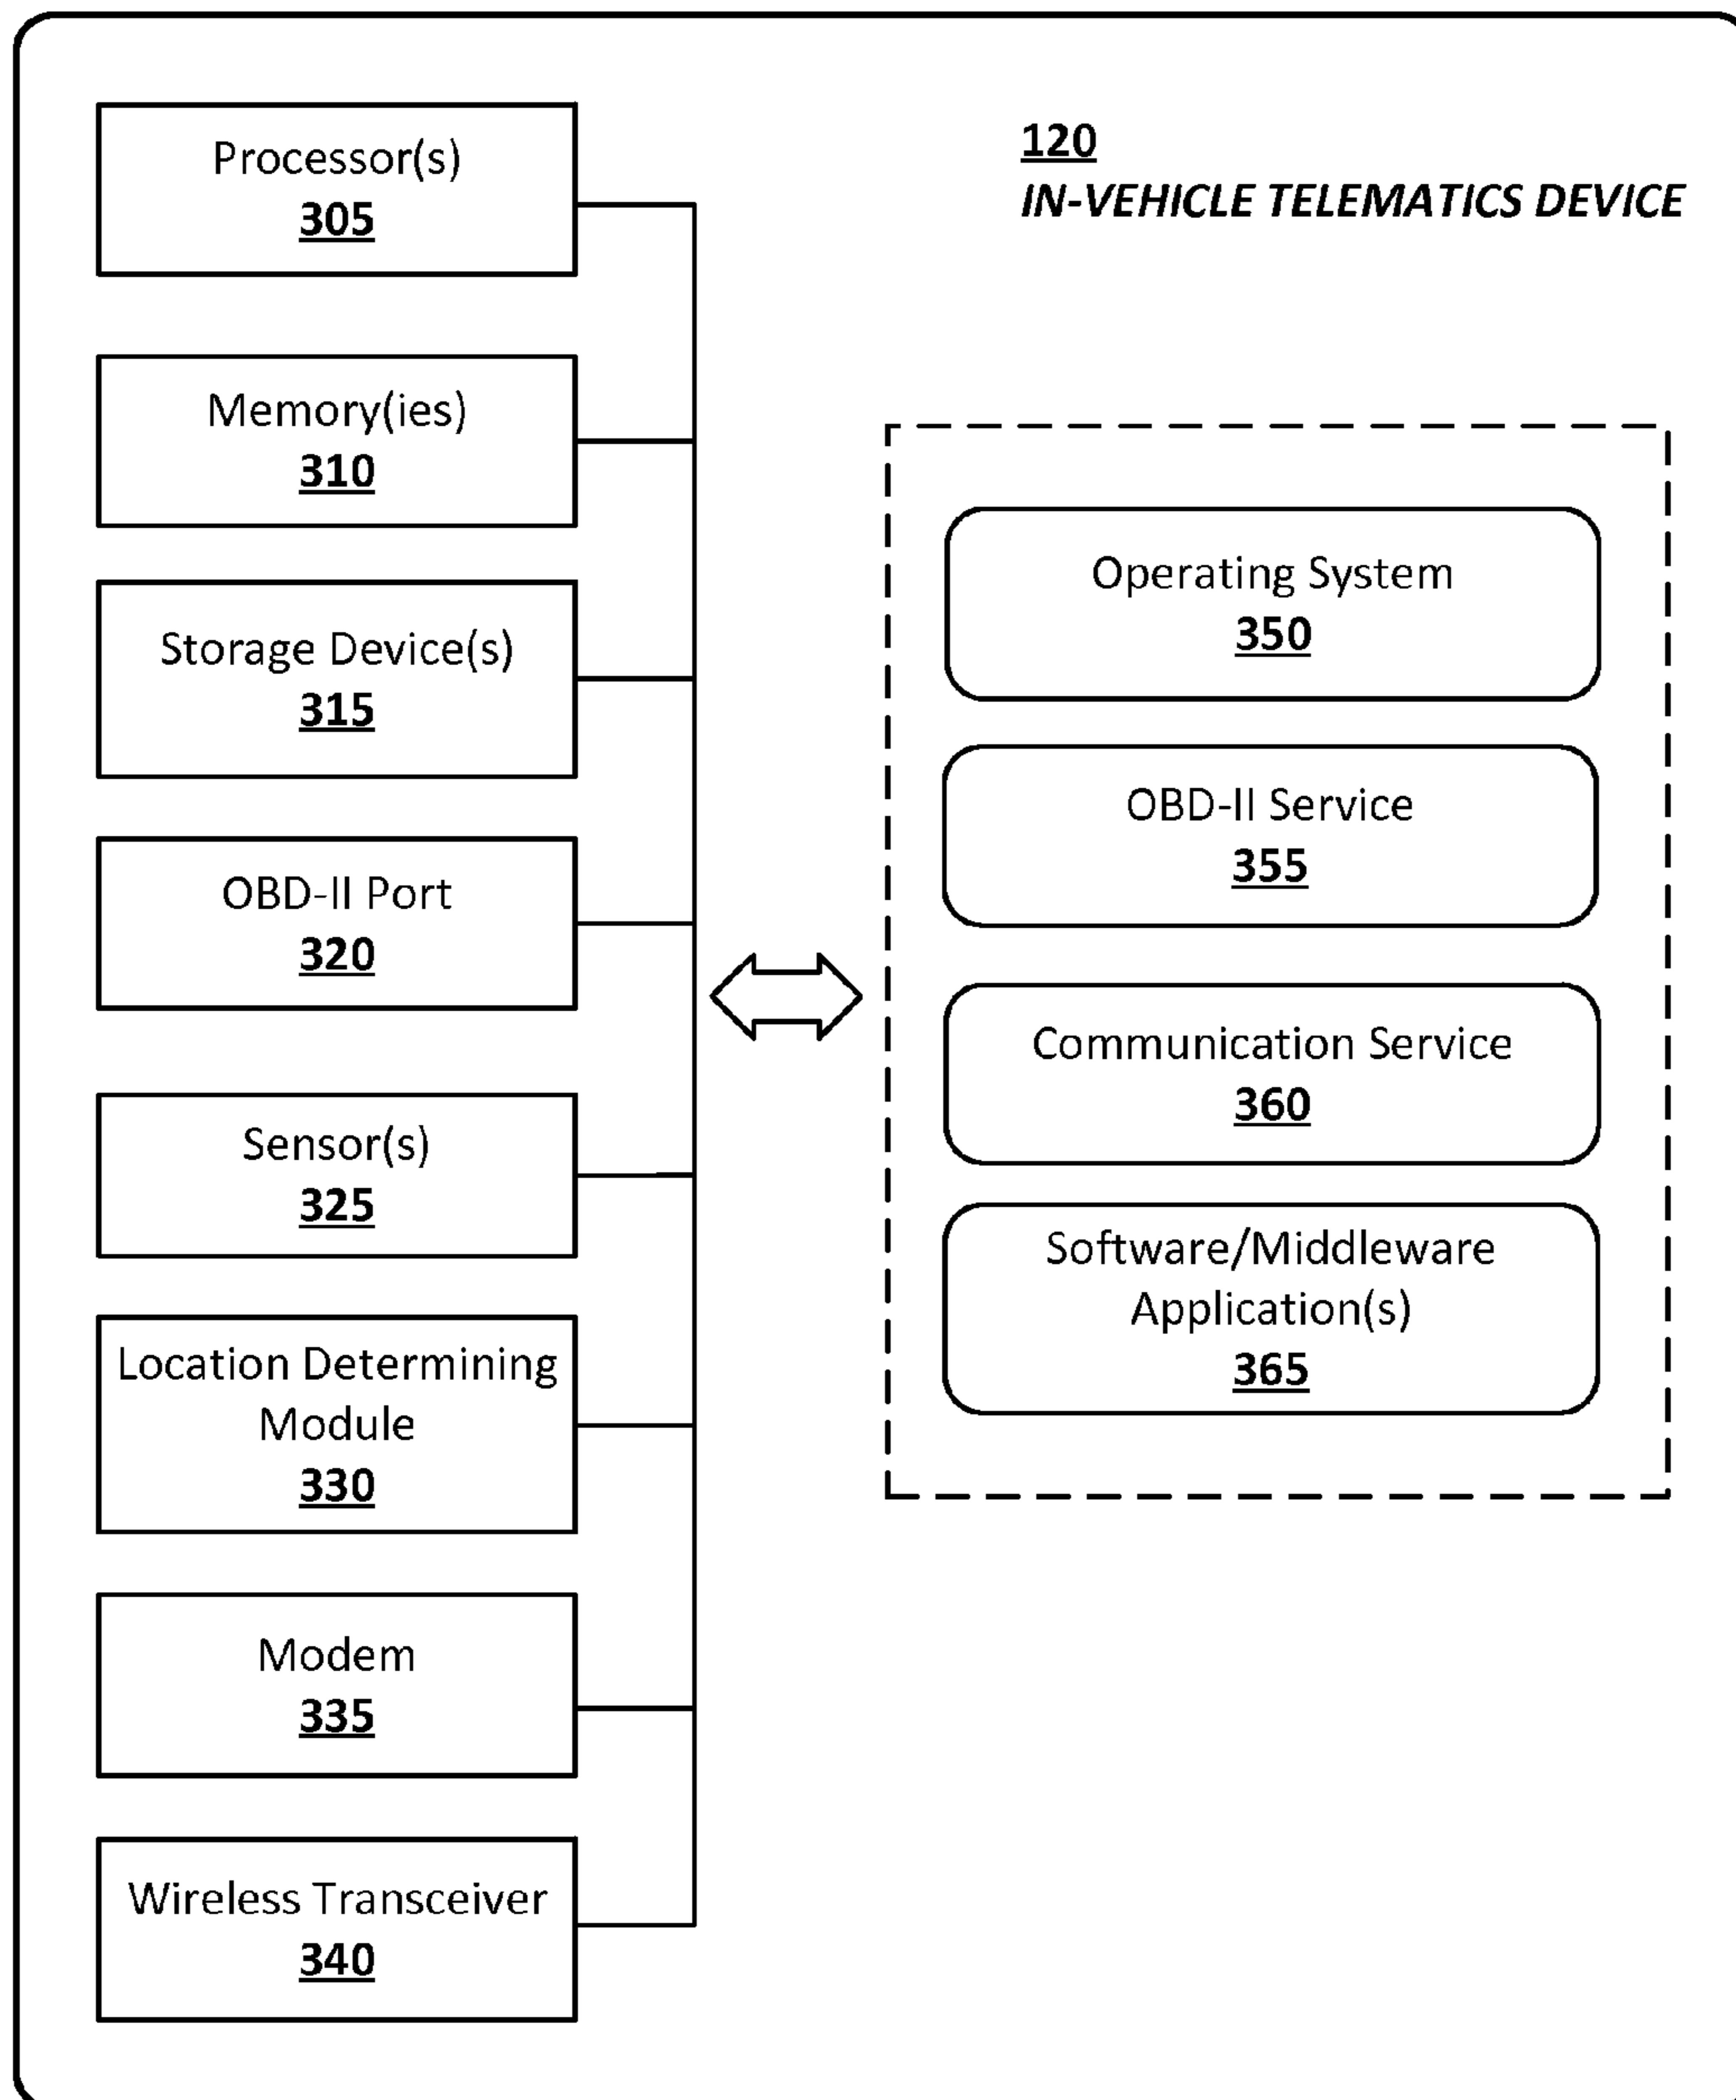 Processor(s)
305
120
IN-VEHICLE TELEMATICS DEVICE
Memory(ies)
310
Storage Device(s)
315
OBD-II Port
320
Sensor(s)
325
Location Determining
Module
330
Modem
335
Wireless Transceiver
340
Operating System
350
OBD-II Service
355
Communication Service
360
Software/Middleware
Application(s)
365